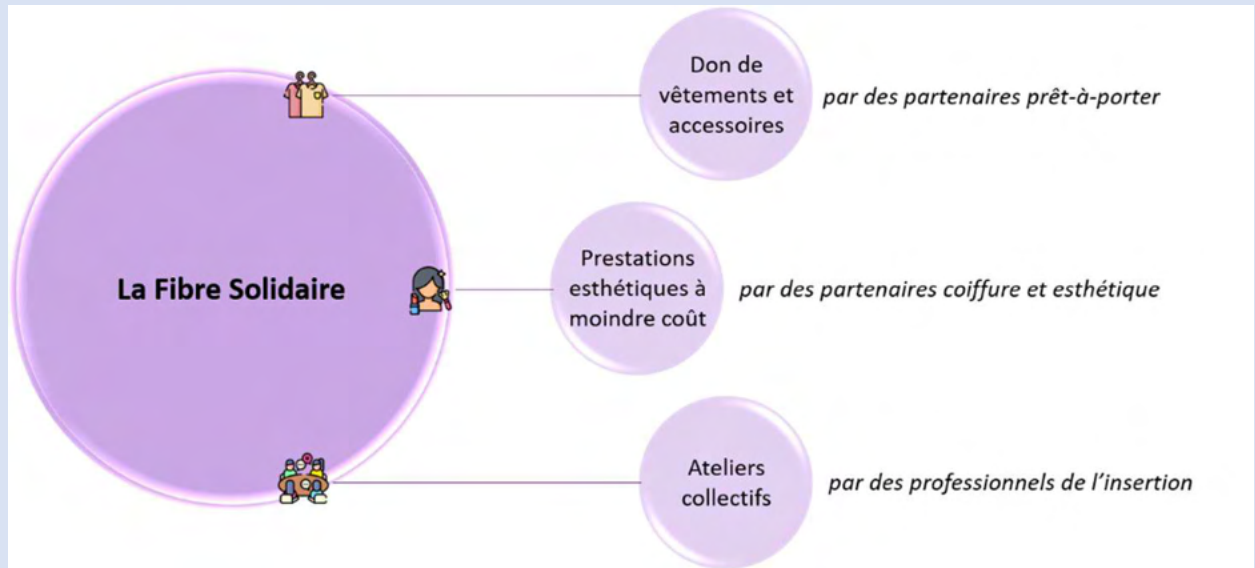 La Fibre Solidaire
Don de
vêtements et
accessoires
par des partenaires prêt-à-porter
Prestations
esthétiques à
moindre coût
par des partenaires coiffure et esthétique
Ateliers
collectifs
par des professionnels de l'insertion